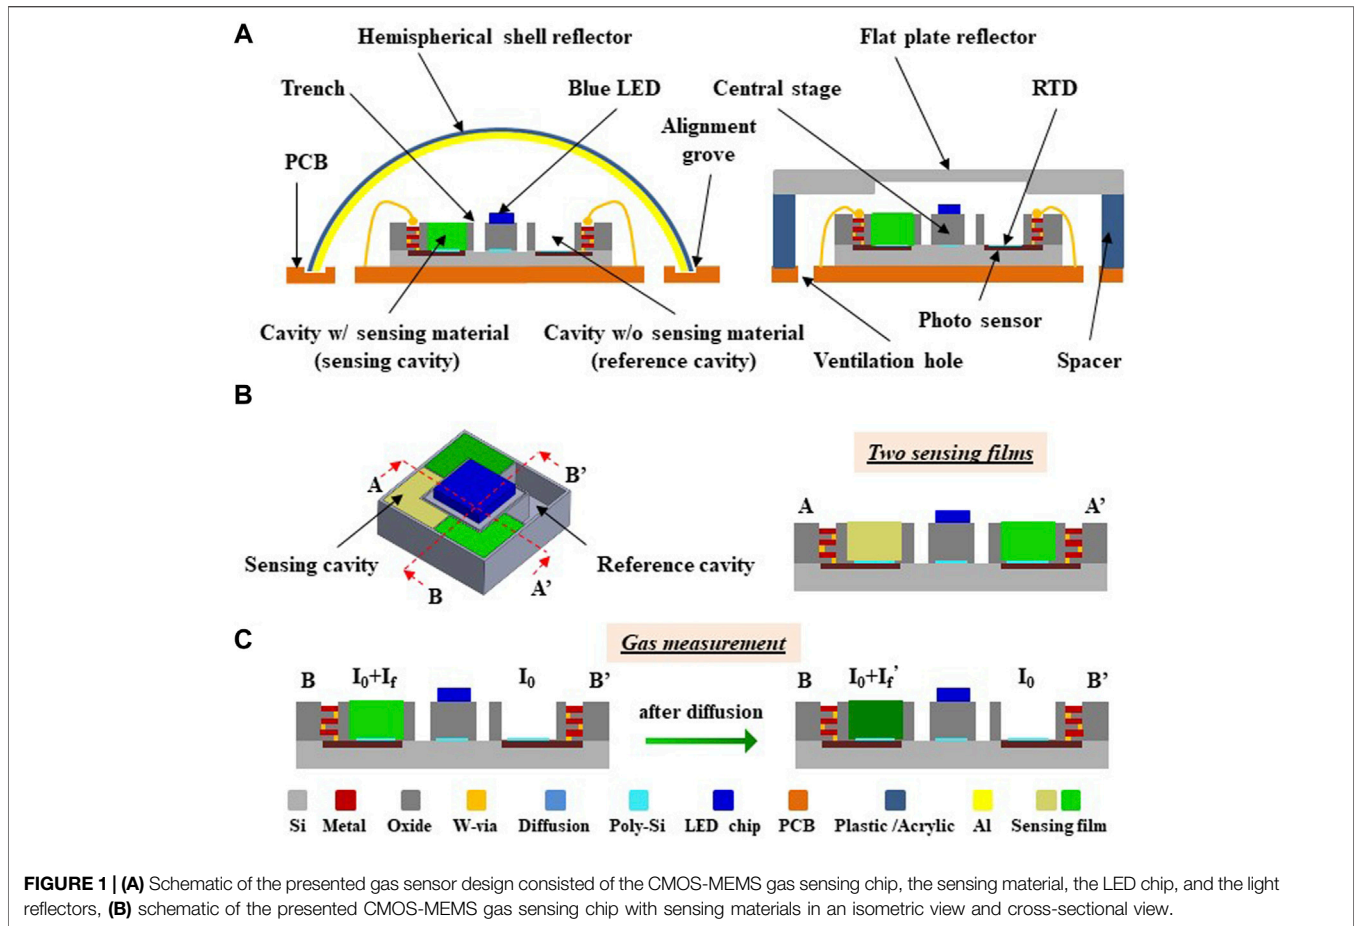 A
Hemispherical shell reflector
Flat plate reflector
Trench
Blue LED
Central stage
RTD
Alignment
grove
PCB
Cavity w/ sensing material
(sensing cavity)
Cavity w/o sensing material
(reference cavity)
Photo sensor
Ventilation hole
Spacer
B
Two sensing films
A
B'
A
A'
Sensing cavity
Reference cavity
B
A'
C
Gas measurement
B
I0+If
I0
B'
after diffusion
B
I0+If'
I0
B'
Si
Metal
Oxide
W-via
Diffusion
Poly-Si
LED chip
PCB
Plastic /Acrylic
Al
Sensing film
FIGURE 1 | (A) Schematic of the presented gas sensor design consisted of the CMOS-MEMS gas sensing chip, the sensing material, the LED chip, and the light
reflectors, (B) schematic of the presented CMOS-MEMS gas sensing chip with sensing materials in an isometric view and cross-sectional view.